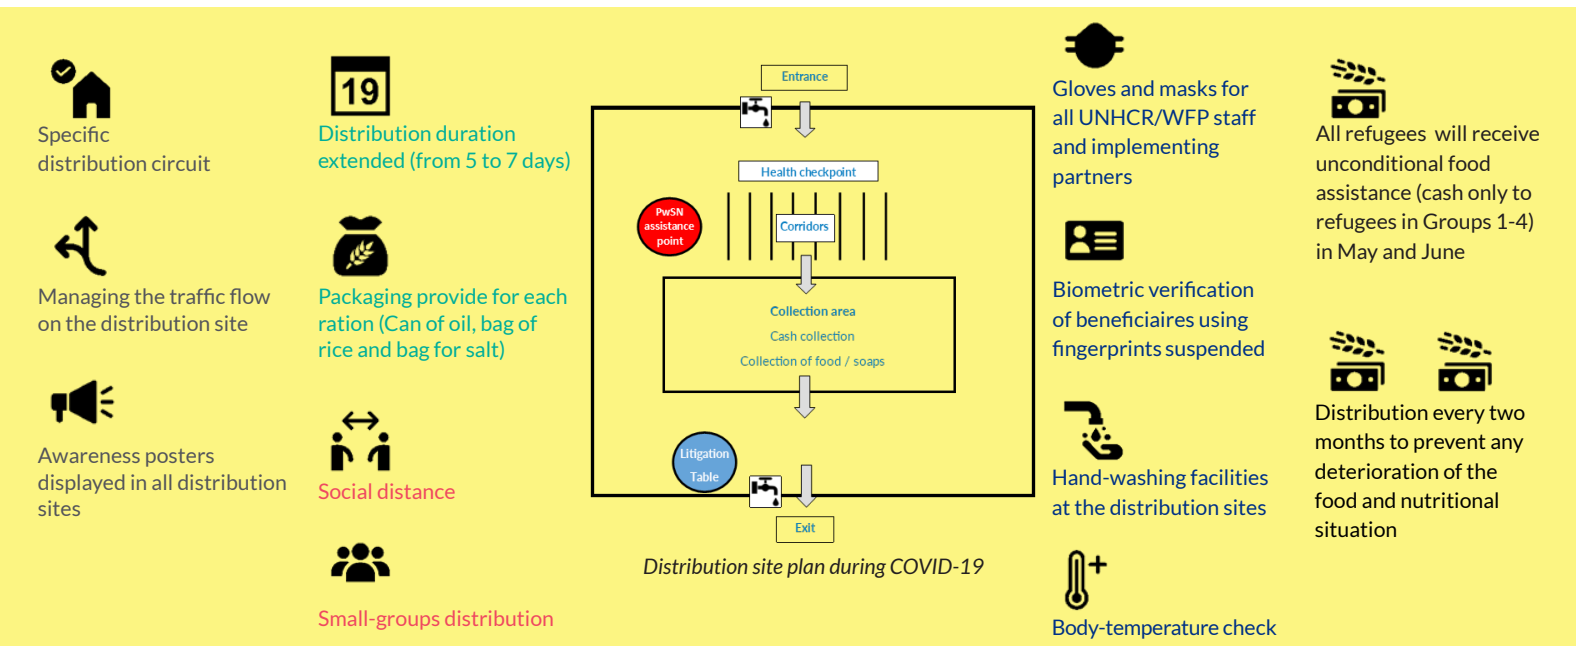 Specific
distribution circuit
Managing the traffic flow
on the distribution site
Awareness posters
displayed in all distribution
sites
19
Distribution duration
extended (from 5 to 7 days)
Packaging provide for each
ration (Can of oil, bag of
rice and bag for salt)
Social distance
Small-groups distribution
Entrance
Health checkpoint
PwSN
assistance
point
Corridors
Collection area
Cash collection
Collection of food / soaps
Litigation
Table
Exit
Distribution site plan during COVID-19
Gloves and masks for
all UNHCR/WFP staff
and implementing
partners
Biometric verification
of beneficiaires using
fingerprints suspended
Hand-washing facilities
at the distribution sites
Body-temperature check
All refugees will receive
unconditional food
assistance (cash only to
refugees in Groups 1-4)
in May and June
Distribution every two
months to prevent any
deterioration of the
food and nutritional
situation